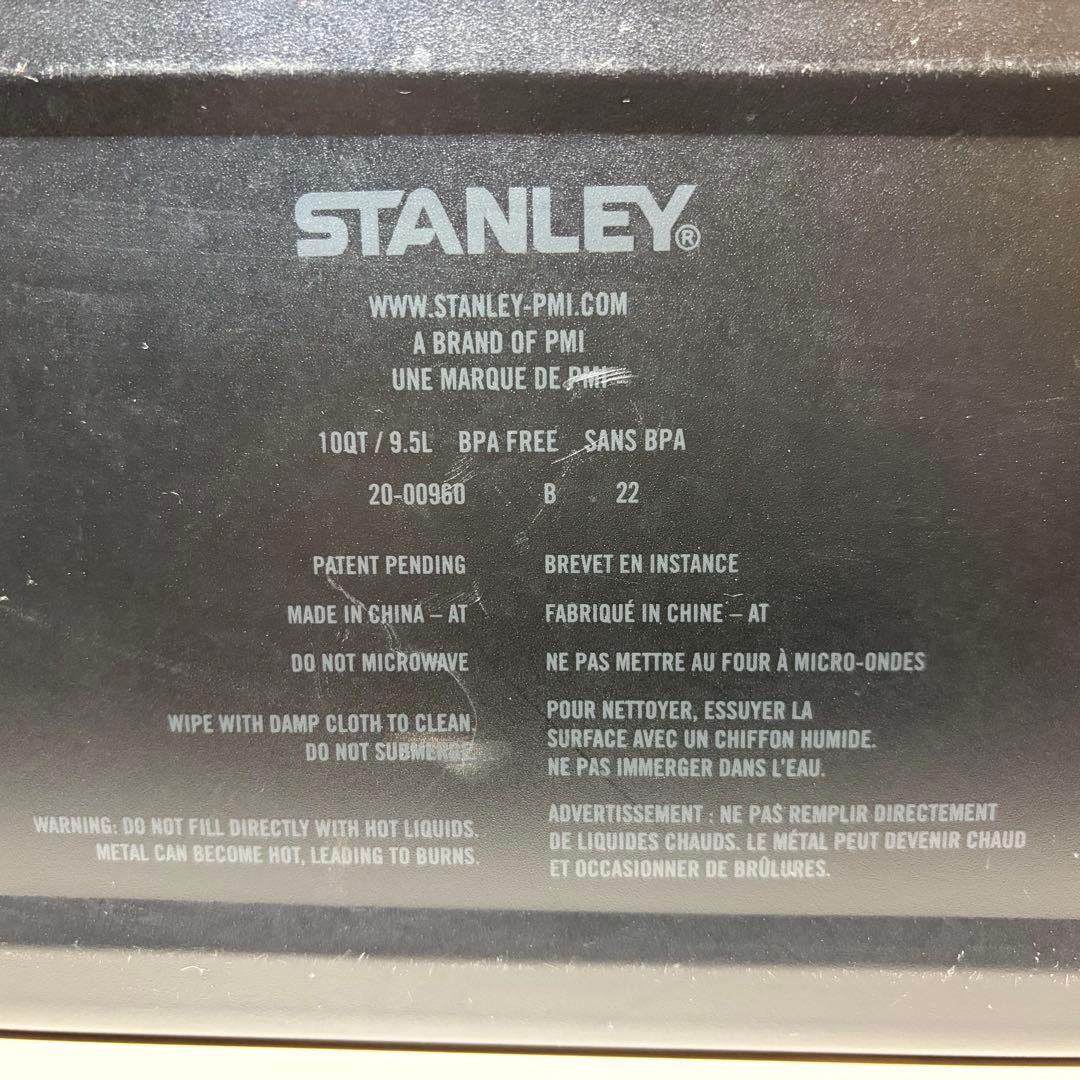 STANLEY®
WWW.STANLEY-PMI.COM
A BRAND OF PMI
UNE MARQUE DE PMI
10QT / 9.5L BPA FREE SANS BPA
20-00960 B 22
PATENT PENDING
BREVET EN INSTANCE
MADE IN CHINA – AT
FABRIQUÉ IN CHINE – AT
DO NOT MICROWAVE
NE PAS METTRE AU FOUR À MICRO-ONDES
WIPE WITH DAMP CLOTH TO CLEAN.
DO NOT SUBMERGE.
POUR NETTOYER, ESSUYER LA
SURFACE AVEC UN CHIFFON HUMIDE.
NE PAS IMMERGER DANS L'EAU.
WARNING: DO NOT FILL DIRECTLY WITH HOT LIQUIDS.
METAL CAN BECOME HOT, LEADING TO BURNS.
ADVERTISSEMENT : NE PAS REMPLIR DIRECTEMENT
DE LIQUIDES CHAUDS. LE MÉTAL PEUT DEVENIR CHAUD
ET OCCASIONNER DE BRÛLURES.